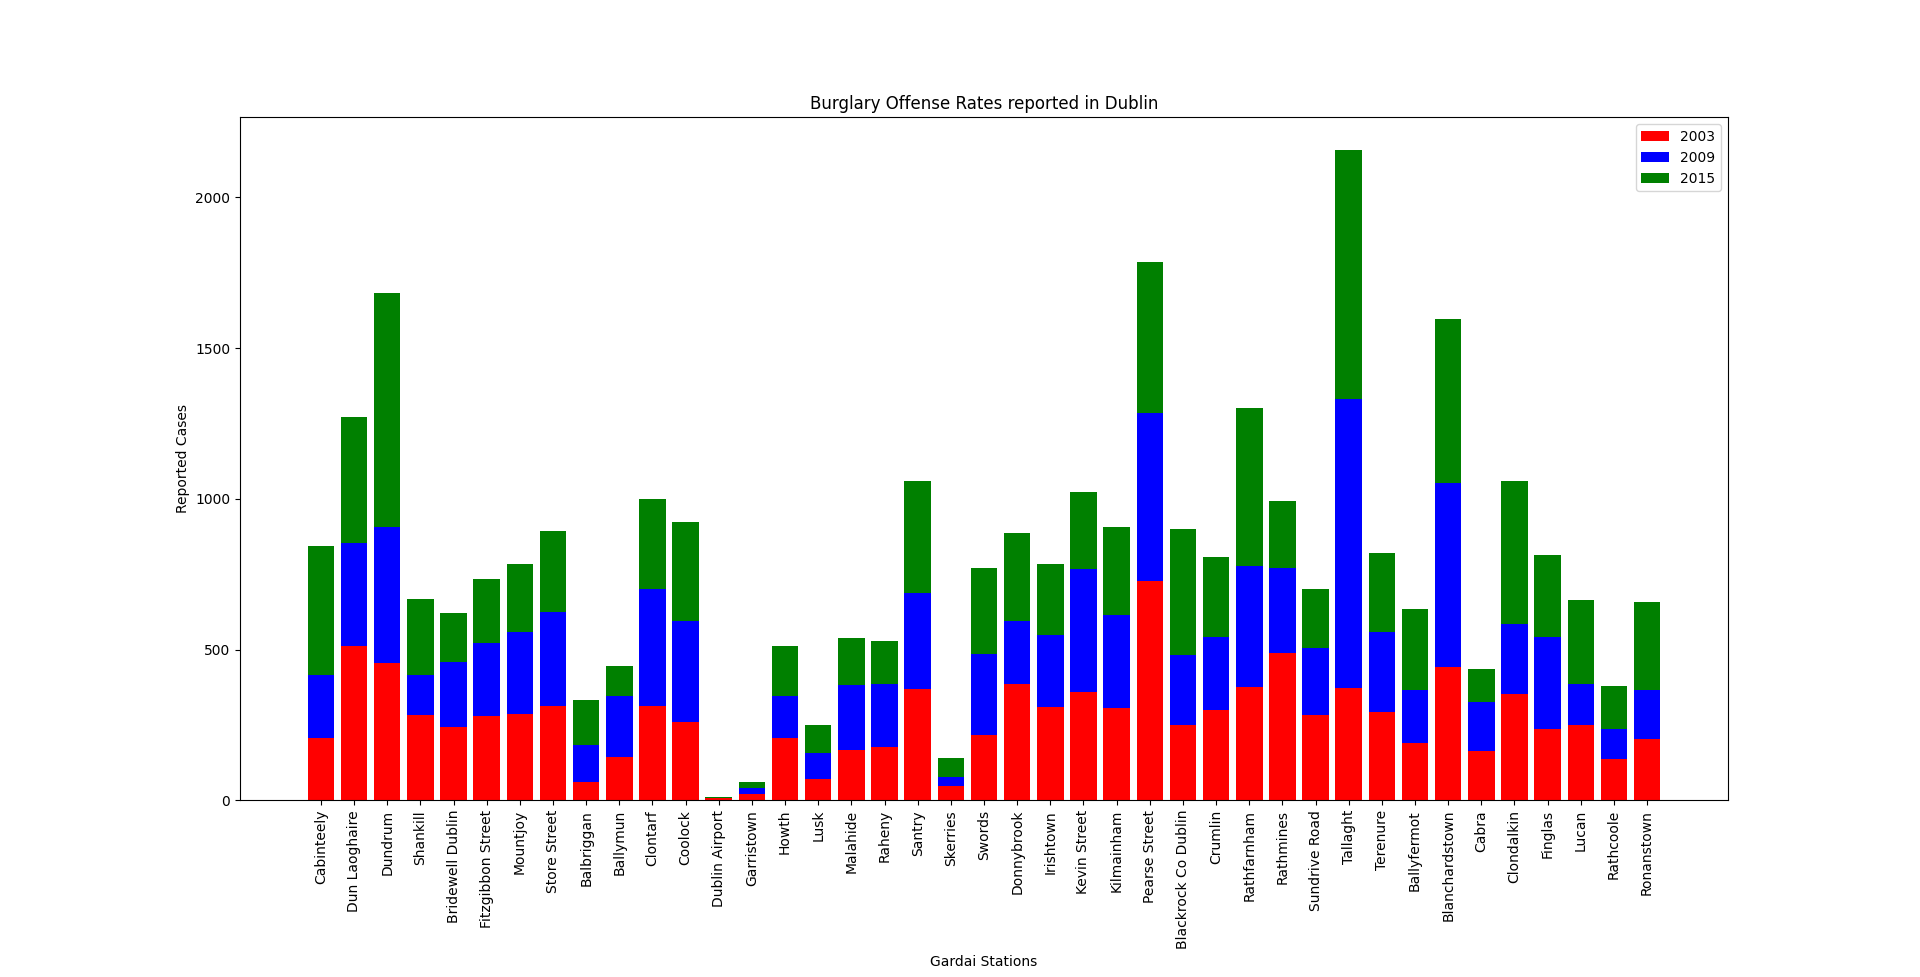 Burglary Offense Rates reported in Dublin
2003
2009
2015
2000
1500
1000
500
0
Reported Cases
Cabinteely
Dun Laoghaire
Dundrum
Shankill
Bridewell Dublin
Fitzgibbon Street
Mountjoy
Store Street
Balbriggan
Ballymun
Clontarf
Coolock
Dublin Airport
Garristown
Howth
Lusk
Malahide
Raheny
Santry
Skerries
Swords
Donnybrook
Irishtown
Kevin Street
Kilmainham
Pearse Street
Blackrock Co Dublin
Crumlin
Rathfarnham
Rathmines
Sundrive Road
Tallaght
Terenure
Ballyfermot
Blanchardstown
Cabra
Clondalkin
Finglas
Lucan
Rathcoole
Ronanstown
Gardai Stations